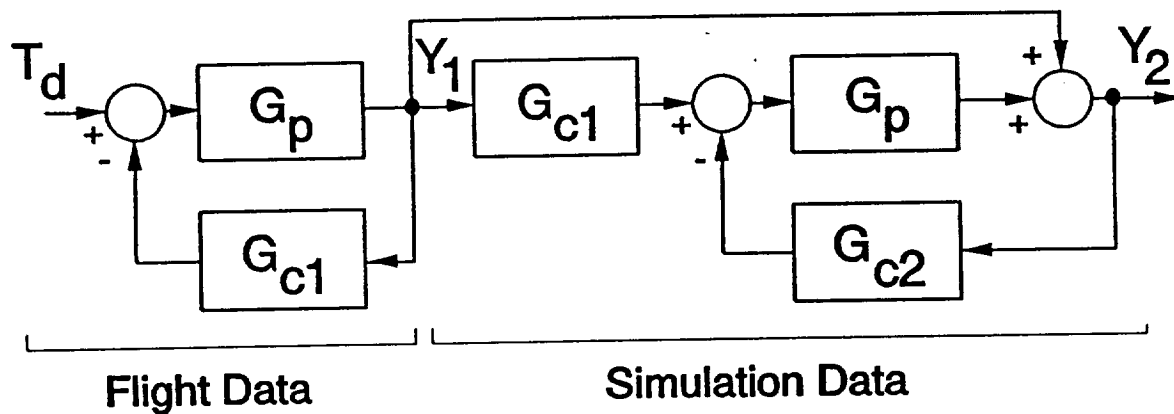 T_d
+
-
G_p
G_c1
Y_1
G_c1
+
-
G_p
+
+
G_c2
Y_2
Flight Data
Simulation Data